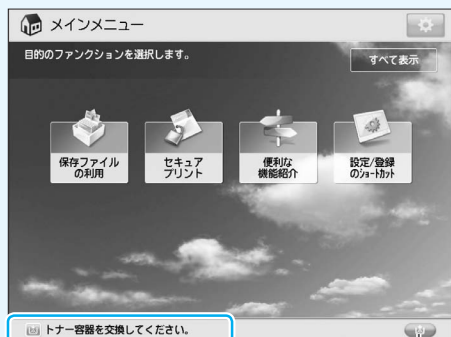 メインメニュー
目的のファンクションを選択します。
すべて表示
保存ファイル
の利用
セキュア
プリント
便利な
機能紹介
設定/登録
のショートカット
トナー容器を交換してください。